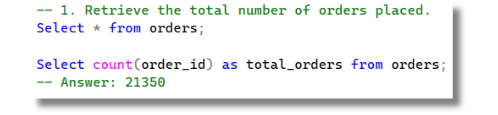 -- 1. Retrieve the total number of orders placed.
Select * from orders;
Select count(order_id) as total_orders from orders;
-- Answer: 21350